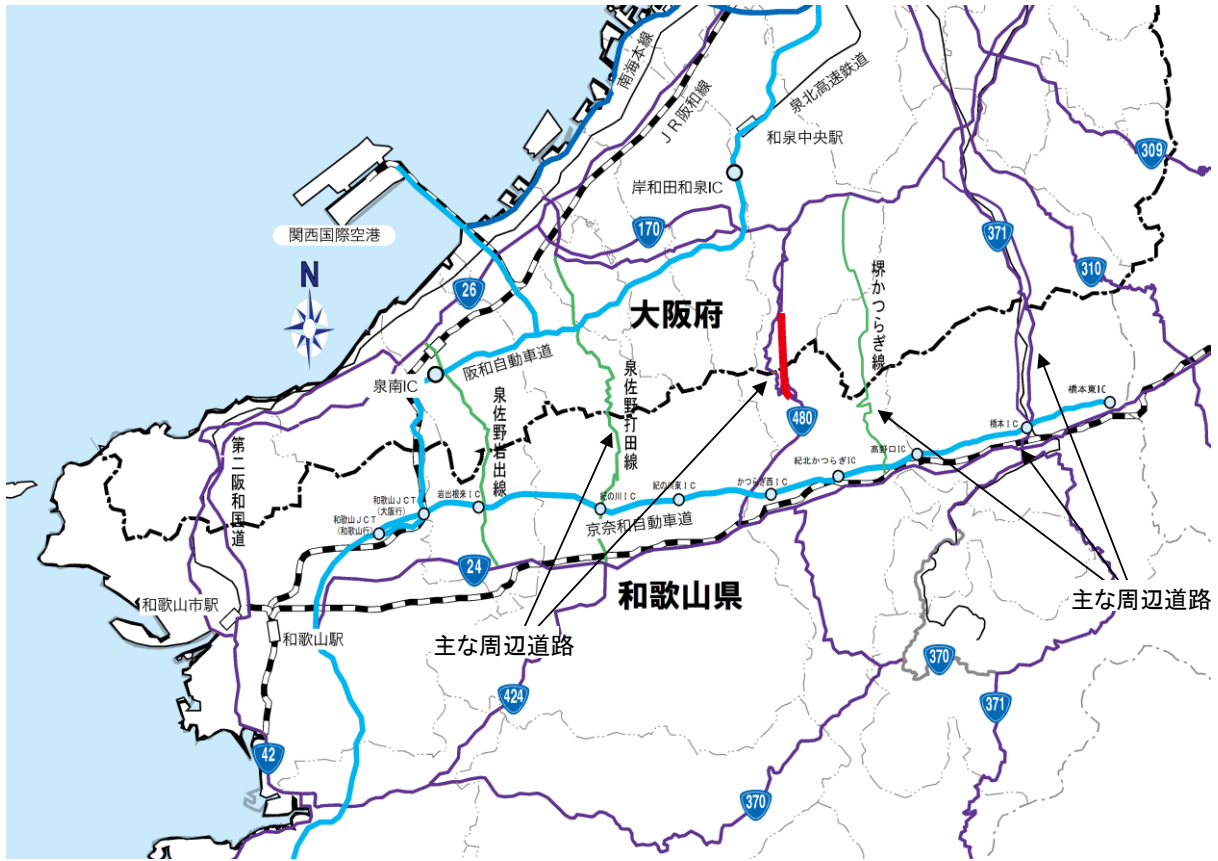 南海本線
JR阪和線
泉北高速鉄道
和泉中央駅
309
岸和田和泉IC
関西国際空港
170
371
310
N
26
大阪府
堺かつらぎ線
阪和自動車道
泉南IC
泉佐野打田線
泉佐野岩出線
480
橋本東IC
橋本IC
高野口IC
第二阪和国道
紀北かつらぎIC
かつらぎ西IC
紀の川東IC
紀の川IC
岩出根来IC
和歌山JCT
(大阪行)
和歌山JCT
(和歌山行)
京奈和自動車道
24
和歌山県
和歌山市駅
和歌山駅
主な周辺道路
主な周辺道路
370
424
371
42
370